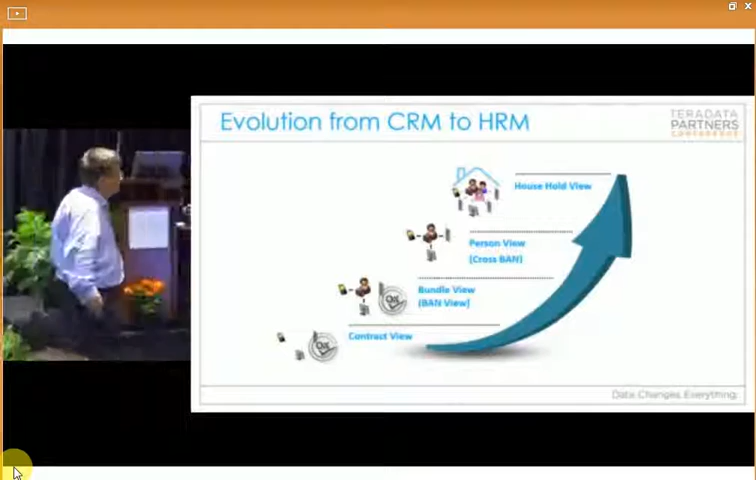 Evolution from CRM to HRM
TERADATA
PARTNERS
CONFERENCE
House Hold View
Person View
(Cross BAN)
Bundle View
(BAN View)
Contract View
Data Changes Everything.